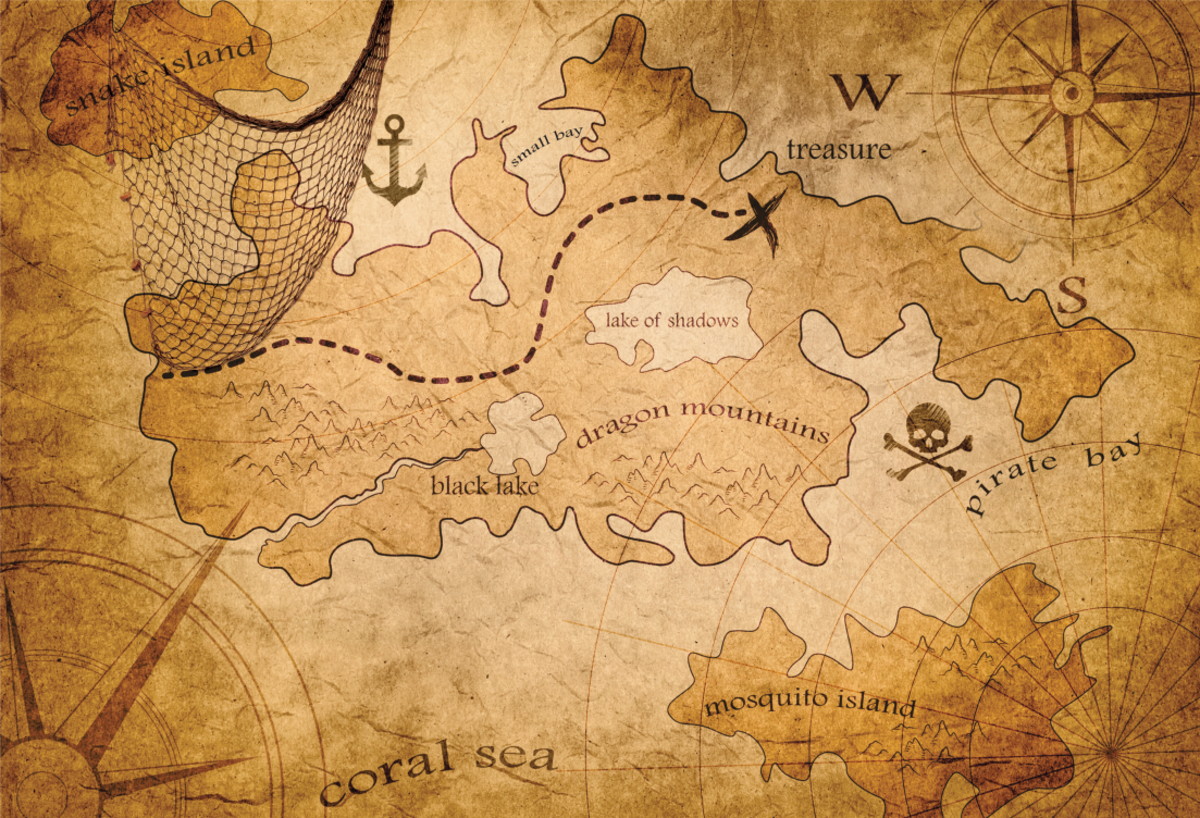 snake island
small bay
W
treasure
S
lake of shadows
dragon mountains
pirate bay
black lake
mosquito island
coral sea